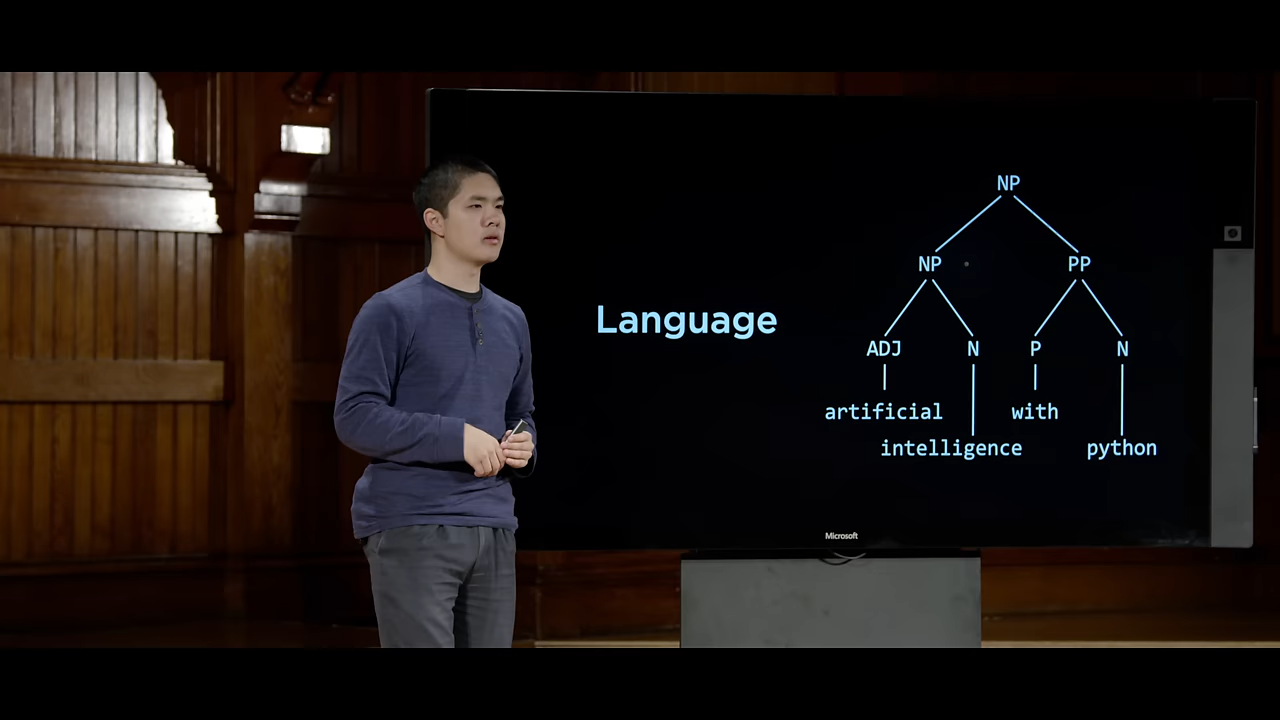 Language
NP
NP PP
ADJ N P N
artificial with
intelligence python
Microsoft